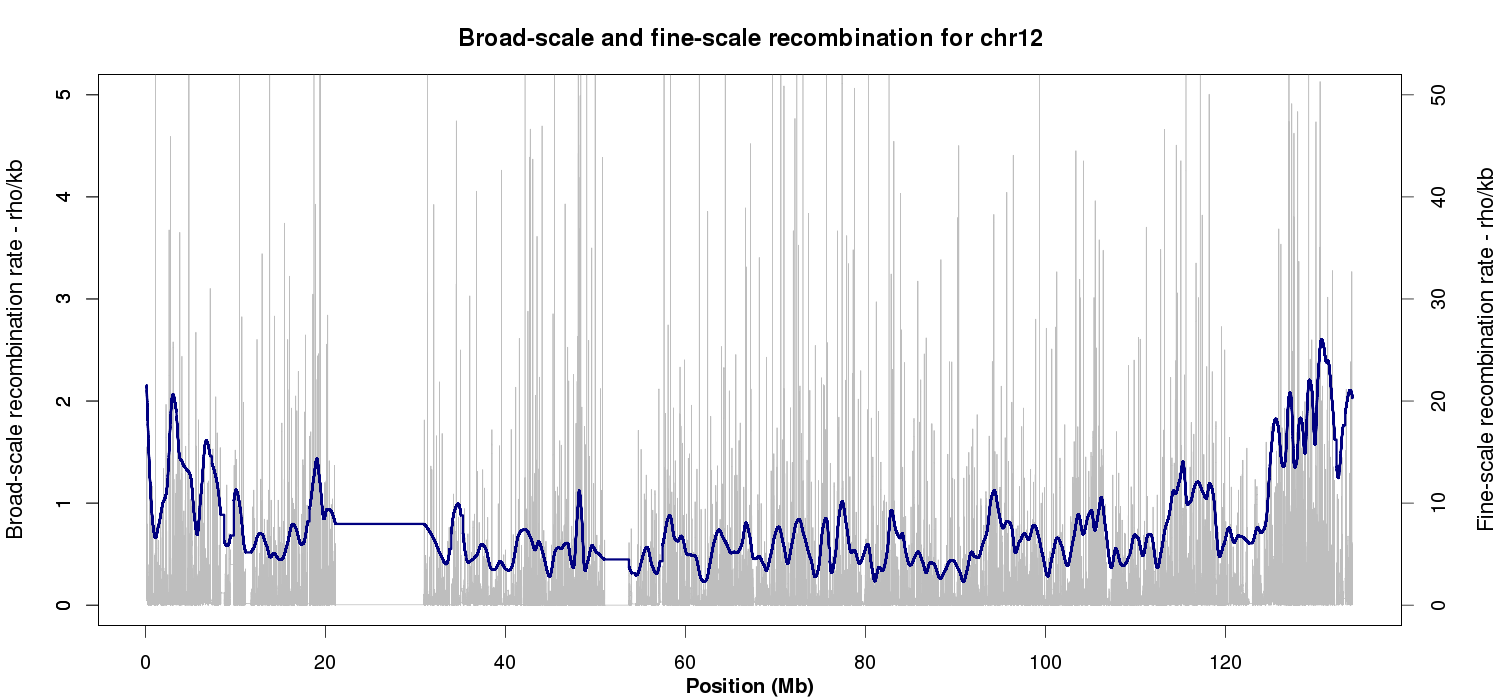 Broad-scale and fine-scale recombination for chr12
Broad-scale recombination rate - rho/kb
5
4
3
2
1
0
50
40
30
20
10
0
Fine-scale recombination rate - rho/kb
0 20 40 60 80 100 120
Position (Mb)